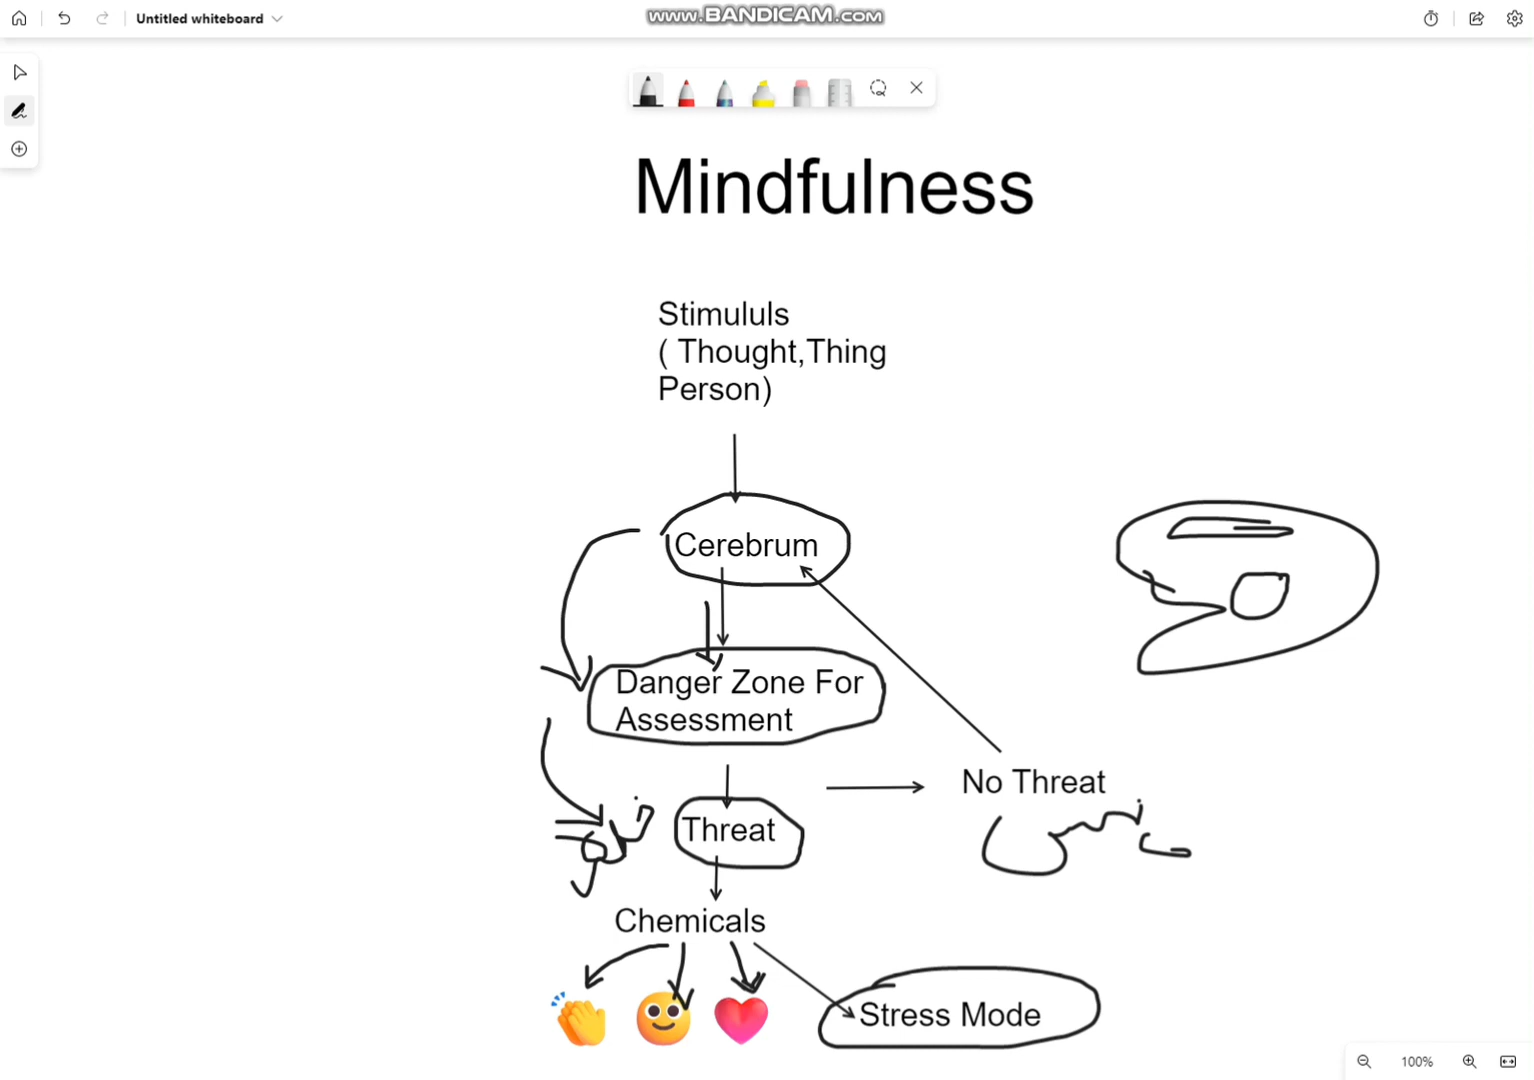 Untitled whiteboard
www.BANDICAM.com
Mindfulness
Stimululs
( Thought,Thing
Person)
Cerebrum
Danger Zone For
Assessment
No Threat
Threat
Chemicals
Stress Mode
100%